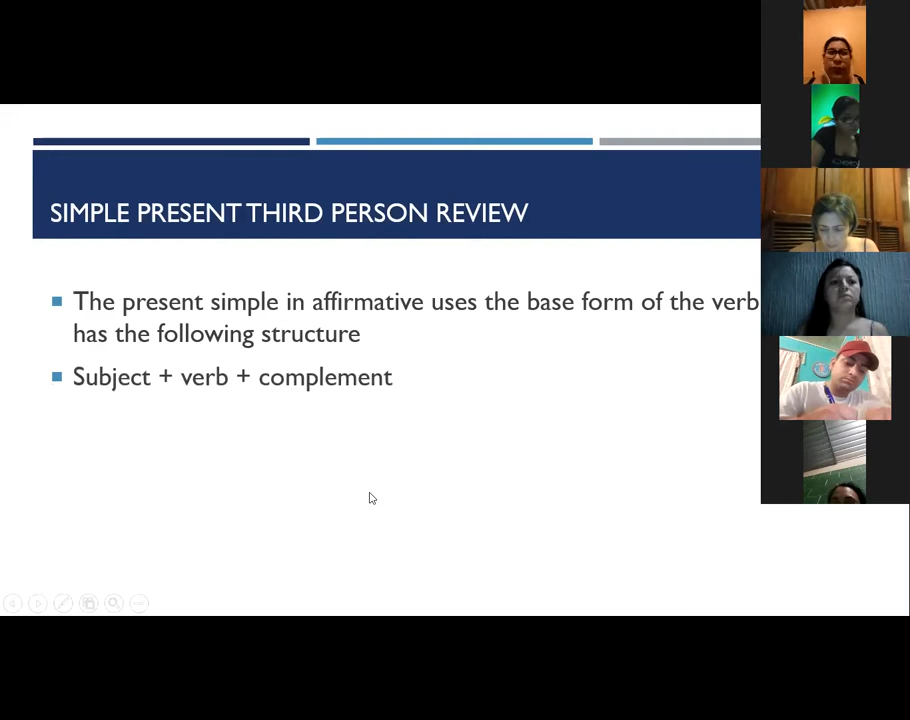 SIMPLE PRESENT THIRD PERSON REVIEW
The present simple in affirmative uses the base form of the verb
has the following structure
Subject + verb + complement